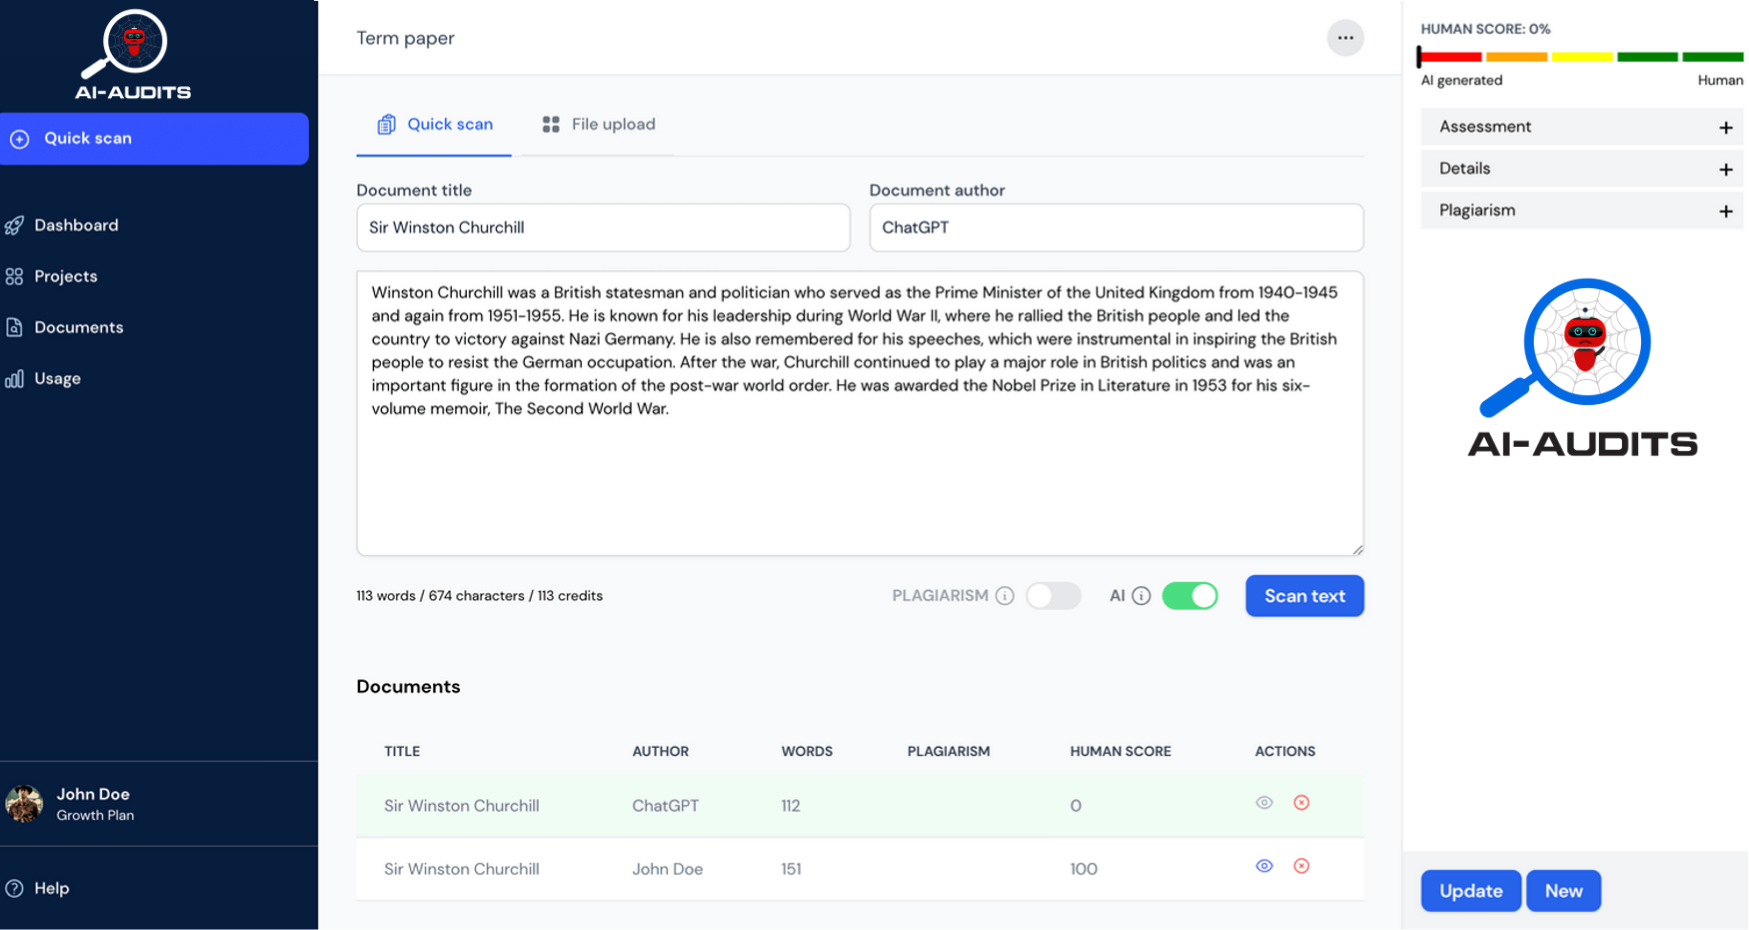 AI-AUDITS
Quick scan
Dashboard
Projects
Documents
Usage
John Doe
Growth Plan
Help
Term paper
Quick scan
File upload
Document title
Document author
Sir Winston Churchill
ChatGPT
Winston Churchill was a British statesman and politician who served as the Prime Minister of the United Kingdom from 1940-1945
and again from 1951-1955. He is known for his leadership during World War II, where he rallied the British people and led the
country to victory against Nazi Germany. He is also remembered for his speeches, which were instrumental in inspiring the British
people to resist the German occupation. After the war, Churchill continued to play a major role in British politics and was an
important figure in the formation of the post-war world order. He was awarded the Nobel Prize in Literature in 1953 for his six-
volume memoir, The Second World War.
113 words / 674 characters / 113 credits
PLAGIARISM
AI
Scan text
Documents
TITLE AUTHOR WORDS PLAGIARISM HUMAN SCORE ACTIONS
Sir Winston Churchill ChatGPT 112 0
Sir Winston Churchill John Doe 151 100
HUMAN SCORE: 0%
AI generated Human
Assessment +
Details +
Plagiarism +
AI-AUDITS
Update
New